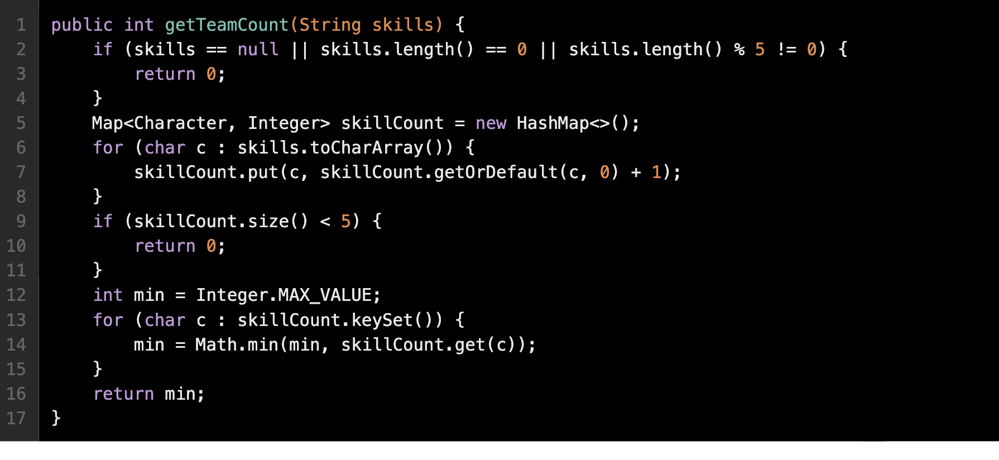 1 public int getTeamCount(String skills) {
2 if (skills == null || skills.length() == 0 || skills.length() % 5 != 0) {
3 return 0;
4 }
5 Map<Character, Integer> skillCount = new HashMap<>();
6 for (char c : skills.toCharArray()) {
7 skillCount.put(c, skillCount.getOrDefault(c, 0) + 1);
8 }
9 if (skillCount.size() < 5) {
10 return 0;
11 }
12 int min = Integer.MAX_VALUE;
13 for (char c : skillCount.keySet()) {
14 min = Math.min(min, skillCount.get(c));
15 }
16 return min;
17 }